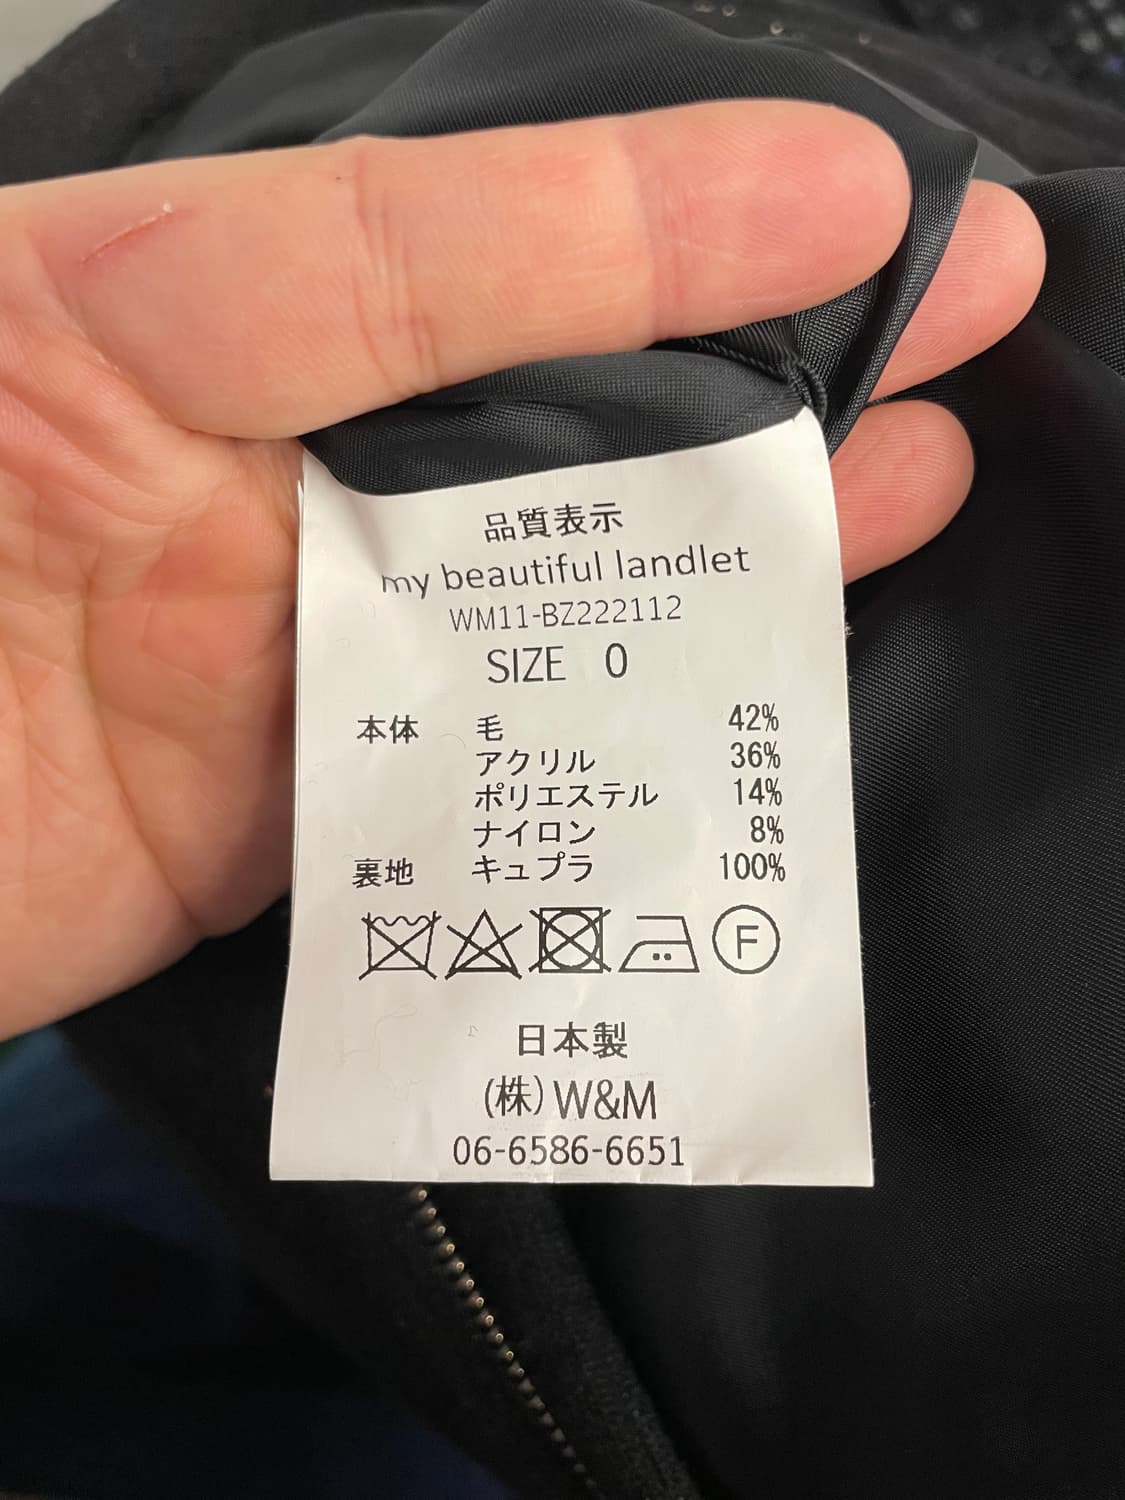 品質表示
my beautiful landlet
WM11-BZ222112
SIZE 0
本体 毛 42%
アクリル 36%
ポリエステル 14%
ナイロン 8%
裏地 キュプラ 100%
F
日本製
(株)W&M
06-6586-6651